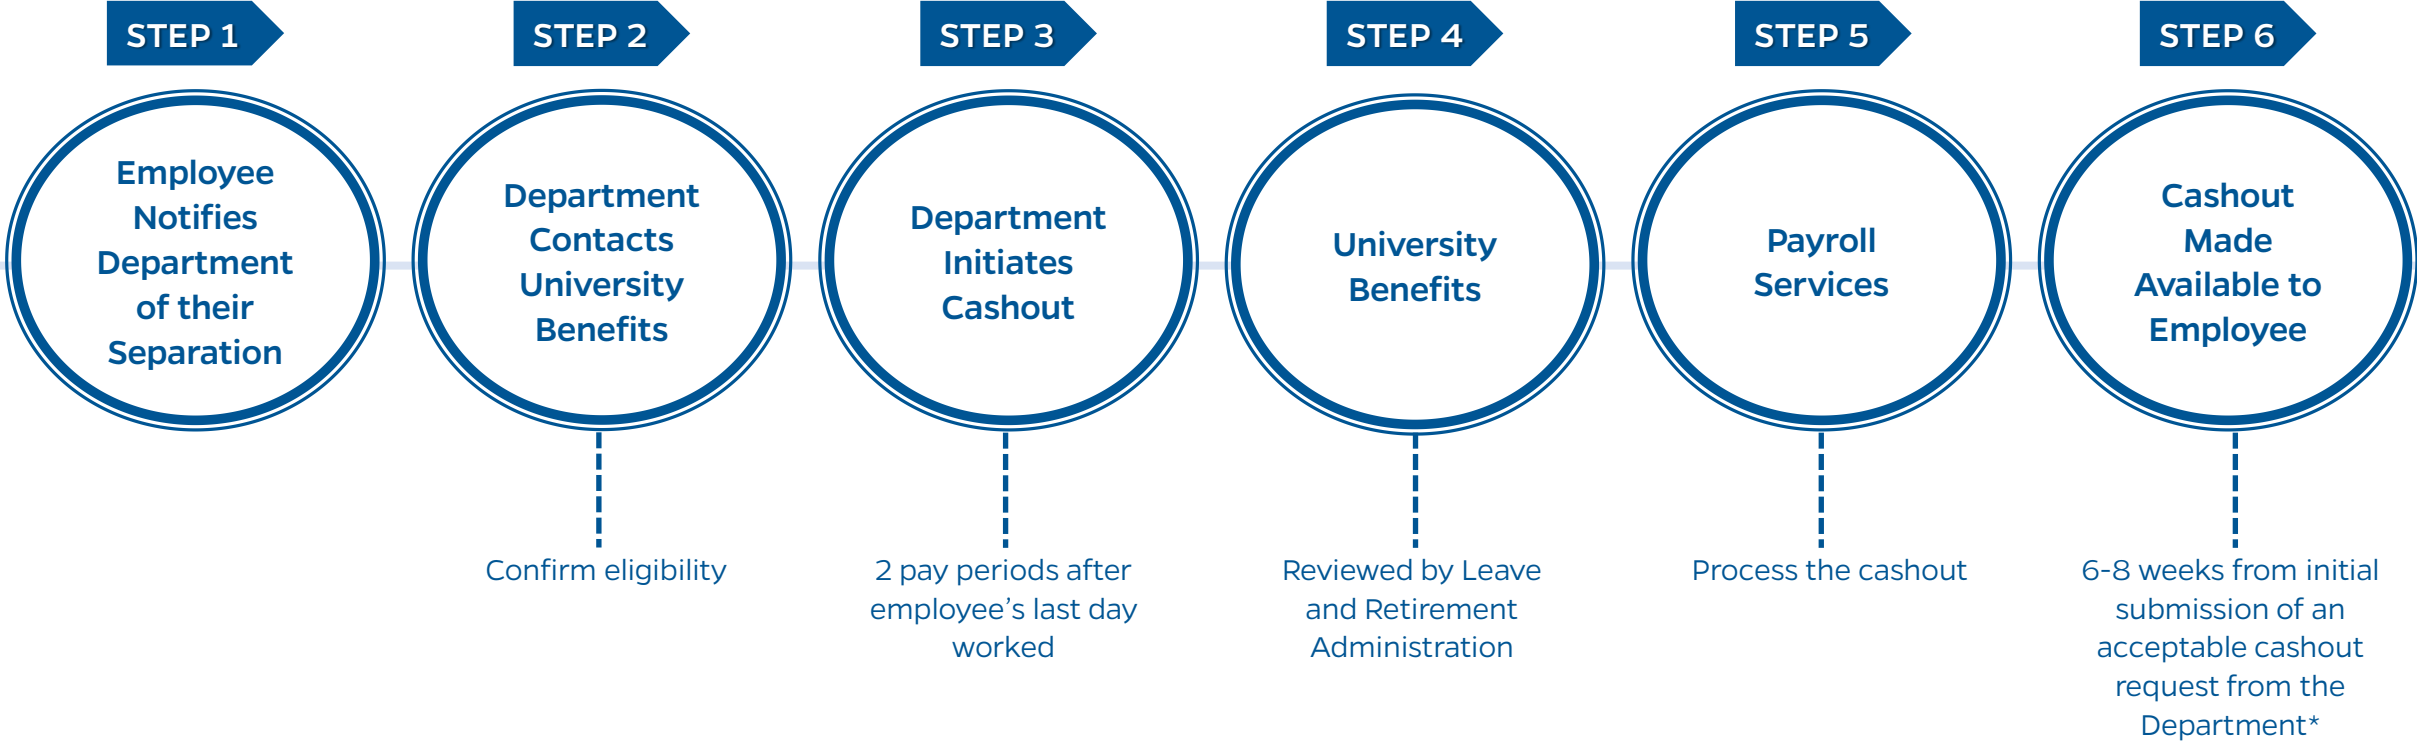 STEP 1
Employee
Notifies
Department
of their
Separation
STEP 2
Department
Contacts
University
Benefits
Confirm eligibility
STEP 3
Department
Initiates
Cashout
2 pay periods after
employee’s last day
worked
STEP 4
University
Benefits
Reviewed by Leave
and Retirement
Administration
STEP 5
Payroll
Services
Process the cashout
STEP 6
Cashout
Made
Available to
Employee
6-8 weeks from initial
submission of an
acceptable cashout
request from the
Department*